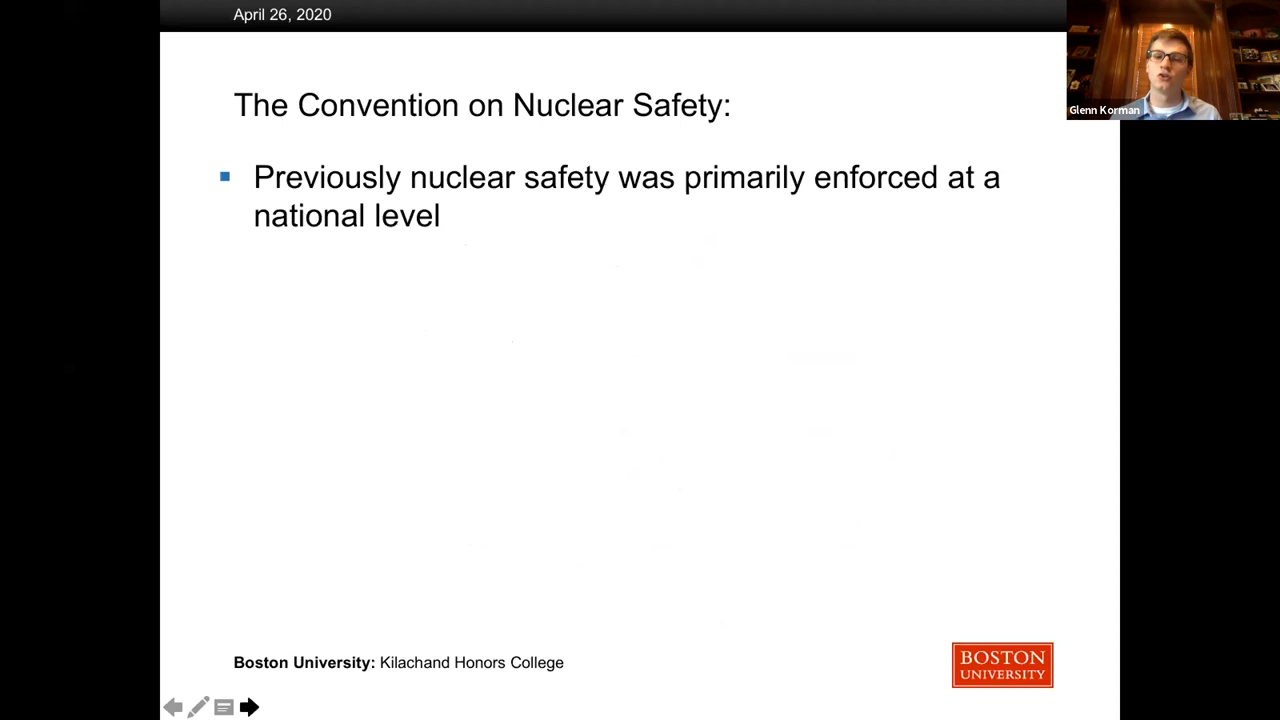 April 26, 2020
Glenn Korman
The Convention on Nuclear Safety:
Previously nuclear safety was primarily enforced at a
national level
Boston University: Kilachand Honors College
BOSTON
UNIVERSITY